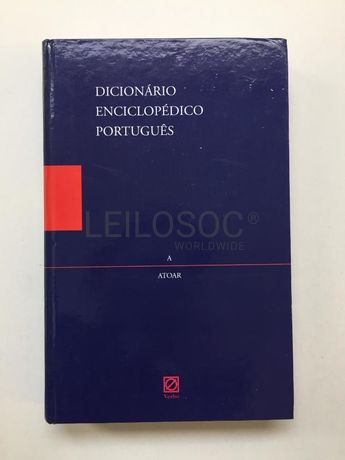 DICIONÁRIO
ENCICLOPÉDICO
PORTUGUÊS
LEILOSOC®
WORLDWIDE
A
ATOAR
Verbo